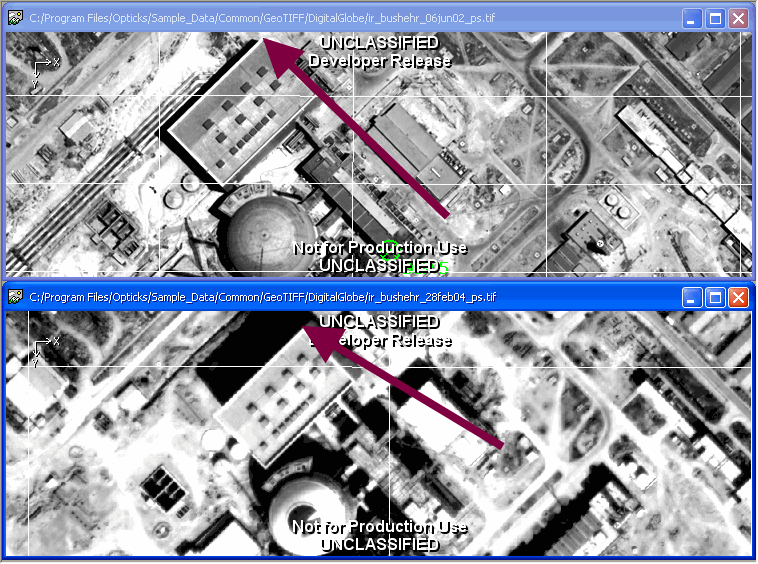 C:/Program Files/Opticks/Sample_Data/Common/GeoTIFF/DigitalGlobe/ir_bushehr_06jun02_ps.tif
UNCLASSIFIED
Developer Release
X
Y
Not for Production Use
UNCLASSIFIED
C:/Program Files/Opticks/Sample_Data/Common/GeoTIFF/DigitalGlobe/ir_bushehr_28feb04_ps.tif
UNCLASSIFIED
Developer Release
X
Y
Not for Production Use
UNCLASSIFIED